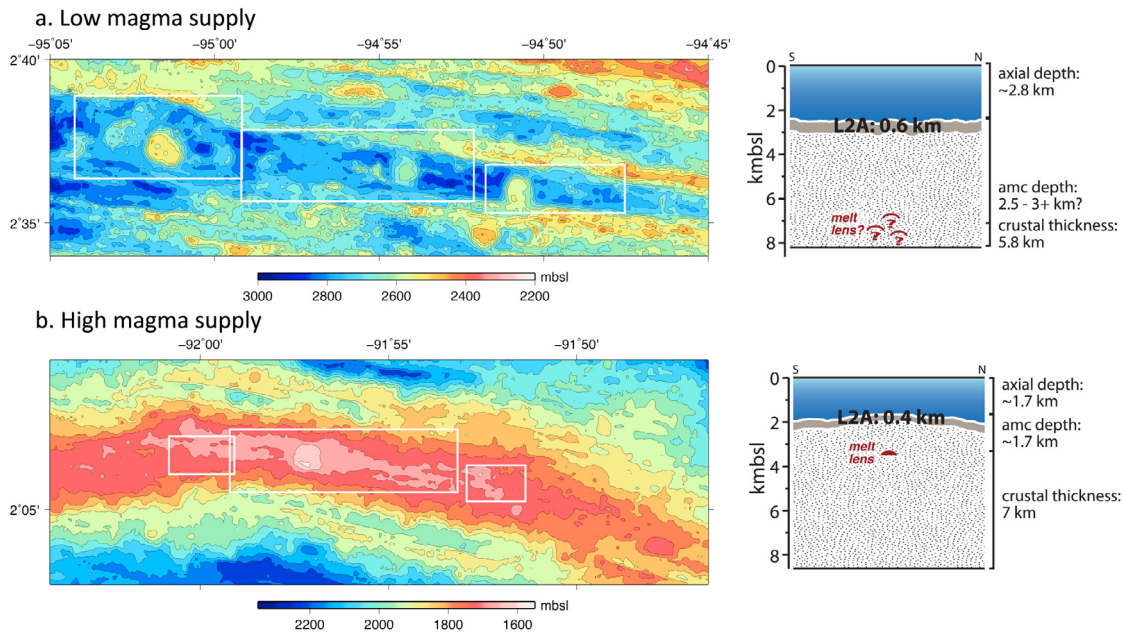 a. Low magma supply
−95°05' −95°00' −94°55' −94°50' −94°45'
2°40'
2°35'
3000 2800 2600 2400 2200
mbsl
S N
0
2
4
6
8
kmbsl
L2A: 0.6 km
melt
lens?
? ? ?
axial depth:
~2.8 km
amc depth:
2.5 - 3+ km?
crustal thickness:
5.8 km
b. High magma supply
−92°00' −91°55' −91°50'
2°05'
2200 2000 1800 1600
mbsl
S N
0
2
4
6
8
kmbsl
L2A: 0.4 km
melt
lens
axial depth:
~1.7 km
amc depth:
~1.7 km
crustal thickness:
7 km